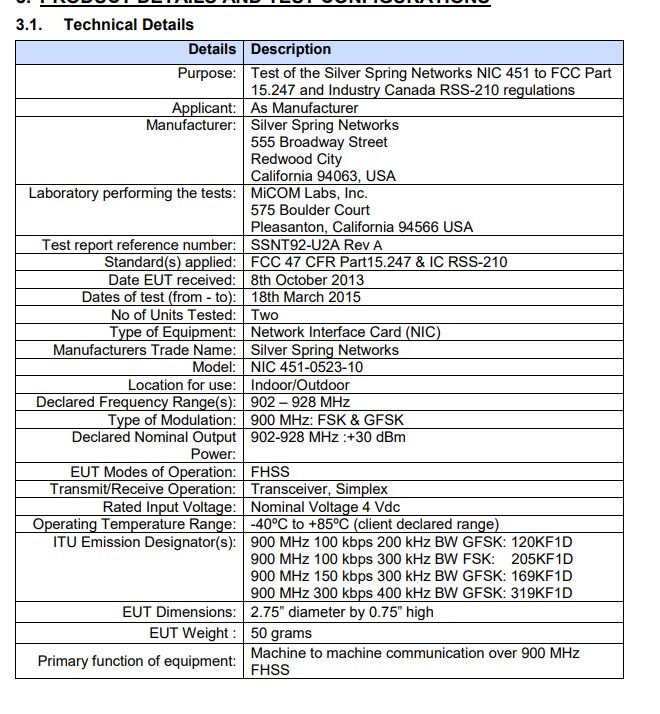 3. PRODUCT DETAILS AND TEST CONFIGURATIONS
3.1. Technical Details
Details Description
Purpose: Test of the Silver Spring Networks NIC 451 to FCC Part
15.247 and Industry Canada RSS-210 regulations
Applicant: As Manufacturer
Manufacturer: Silver Spring Networks
555 Broadway Street
Redwood City
California 94063, USA
Laboratory performing the tests: MiCOM Labs, Inc.
575 Boulder Court
Pleasanton, California 94566 USA
Test report reference number: SSNT92-U2A Rev A
Standard(s) applied: FCC 47 CFR Part15.247 & IC RSS-210
Date EUT received: 8th October 2013
Dates of test (from - to): 18th March 2015
No of Units Tested: Two
Type of Equipment: Network Interface Card (NIC)
Manufacturers Trade Name: Silver Spring Networks
Model: NIC 451-0523-10
Location for use: Indoor/Outdoor
Declared Frequency Range(s): 902 – 928 MHz
Type of Modulation: 900 MHz: FSK & GFSK
Declared Nominal Output 902-928 MHz :+30 dBm
Power:
EUT Modes of Operation: FHSS
Transmit/Receive Operation: Transceiver, Simplex
Rated Input Voltage: Nominal Voltage 4 Vdc
Operating Temperature Range: -40ºC to +85ºC (client declared range)
ITU Emission Designator(s): 900 MHz 100 kbps 200 kHz BW GFSK: 120KF1D
900 MHz 100 kbps 300 kHz BW FSK: 205KF1D
900 MHz 150 kbps 300 kHz BW GFSK: 169KF1D
900 MHz 300 kbps 400 kHz BW GFSK: 319KF1D
EUT Dimensions: 2.75” diameter by 0.75” high
EUT Weight : 50 grams
Primary function of equipment: Machine to machine communication over 900 MHz
FHSS